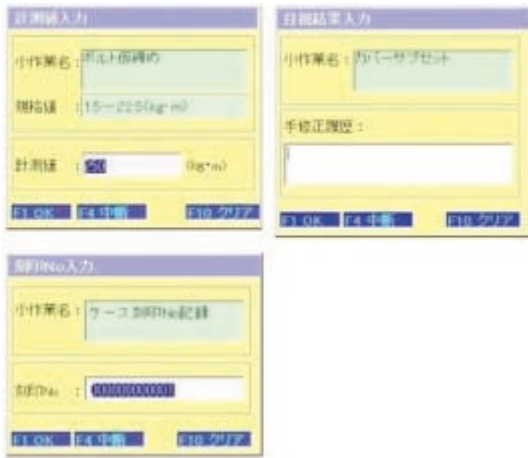 計測値入力
小作業名：ボルト仮締め
規格値 ：15－225(kg・m)
計測値 ：50 (kg・m)
F1 OK F4 中断 F10 クリア
目視結果入力
小作業名：カバーサブセット
手修正履歴：
F1 OK F4 中断 F10 クリア
刻印No入力
小作業名：ケース刻印No記録
刻印No ：
F1 OK F4 中断 F10 クリア